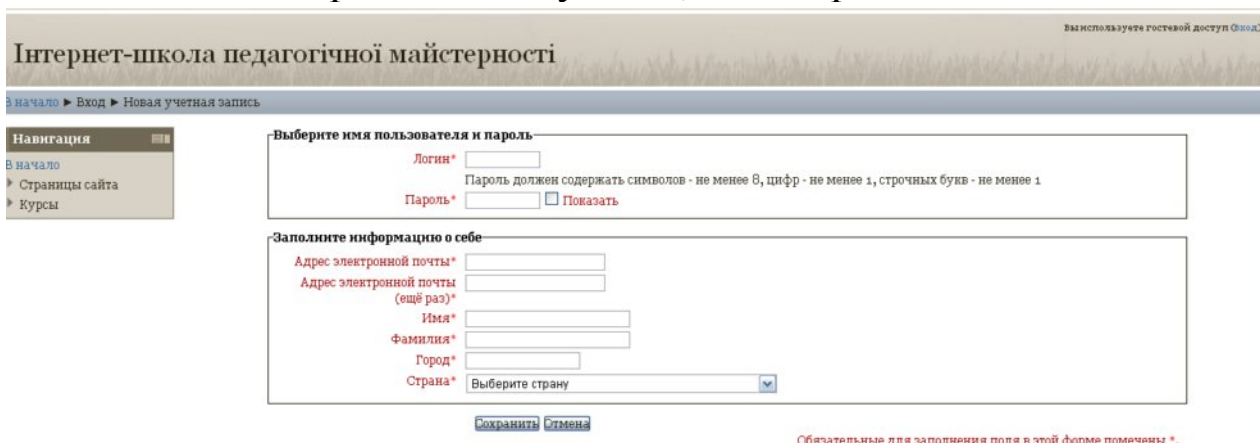 Вы используете гостевой доступ (Вход)
Інтернет-школа педагогічної майстерності
В начало ► Вход ► Новая учетная запись
Навигация
В начало
Страницы сайта
Курсы
Выберите имя пользователя и пароль
Логин*
Пароль должен содержать символов - не менее 8, цифр - не менее 1, строчных букв - не менее 1
Пароль* Показать
Заполните информацию о себе
Адрес электронной почты*
Адрес электронной почты
(ещё раз)*
Имя*
Фамилия*
Город*
Страна* Выберите страну
Сохранить Отмена
Обязательные для заполнения поля в этой форме помечены *.